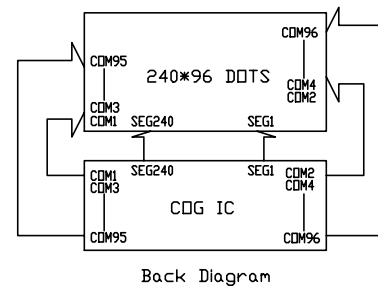 COM96
COM95
240*96 DOTS
COM4
COM2
COM3
COM1
SEG240 SEG1
SEG240 SEG1
COM1
COM3
COM2
COM4
COG IC
COM95
COM96
Back Diagram